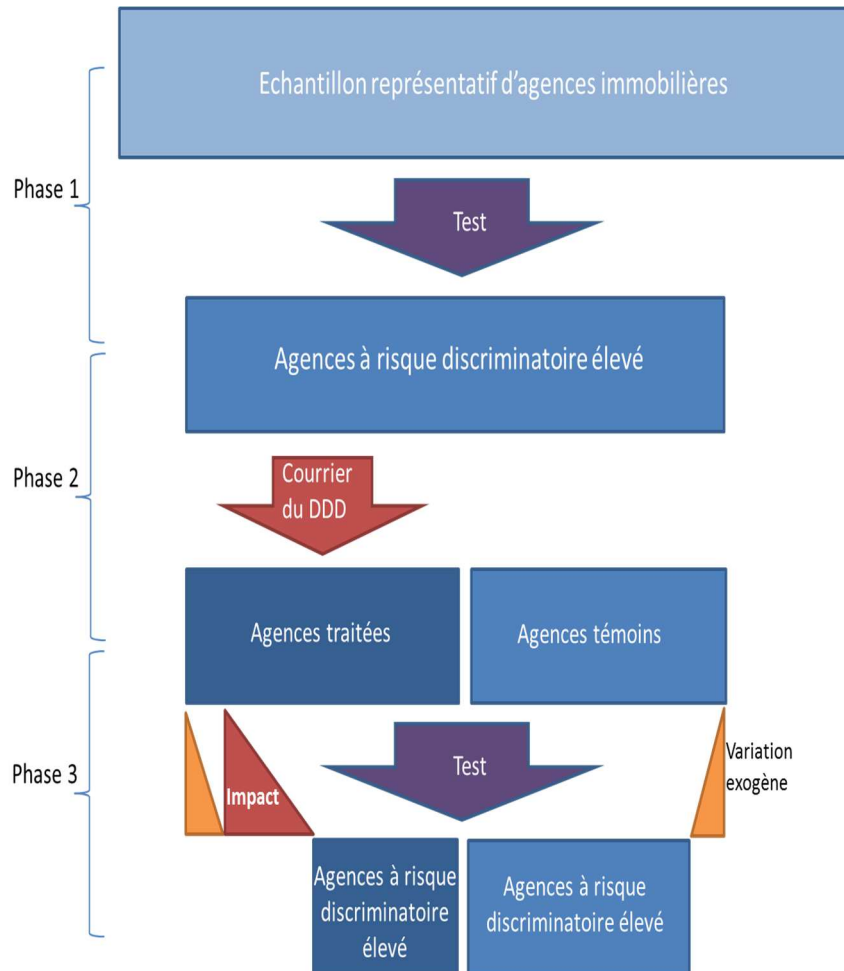 Echantillon représentatif d'agences immobilières
Phase 1
Test
Agences à risque discriminatoire élevé
Phase 2
Courrier
du DDD
Agences traitées
Agences témoins
Phase 3
Test
Variation
exogène
Impact
Agences à risque
discriminatoire
élevé
Agences à risque
discriminatoire élevé